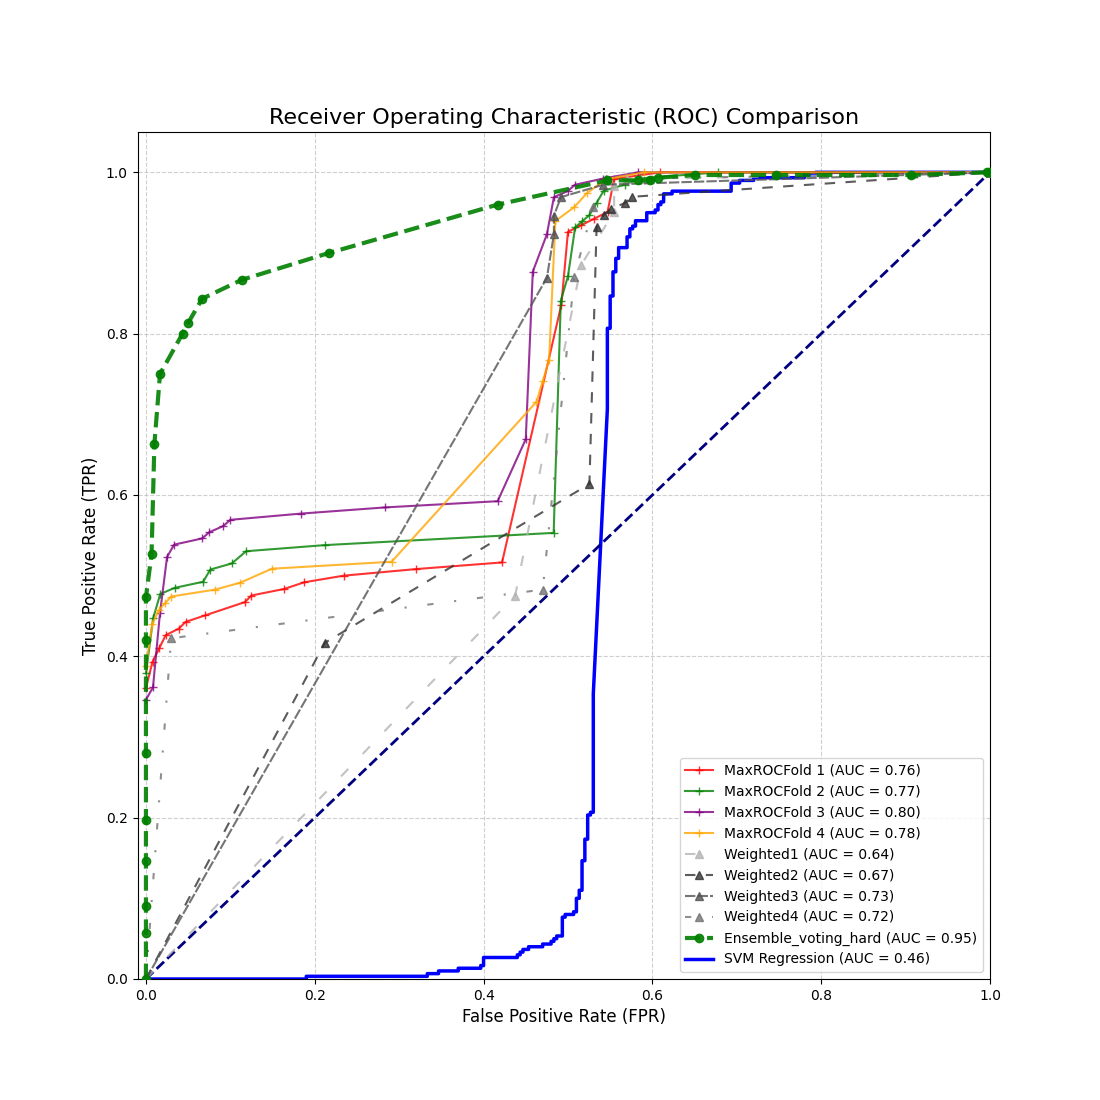 Receiver Operating Characteristic (ROC) Comparison
True Positive Rate (TPR)
1.0
0.8
0.6
0.4
0.2
0.0
MaxROCFold 1 (AUC = 0.76)
MaxROCFold 2 (AUC = 0.77)
MaxROCFold 3 (AUC = 0.80)
MaxROCFold 4 (AUC = 0.78)
Weighted1 (AUC = 0.64)
Weighted2 (AUC = 0.67)
Weighted3 (AUC = 0.73)
Weighted4 (AUC = 0.72)
Ensemble_voting_hard (AUC = 0.95)
SVM Regression (AUC = 0.46)
0.0 0.2 0.4 0.6 0.8 1.0
False Positive Rate (FPR)